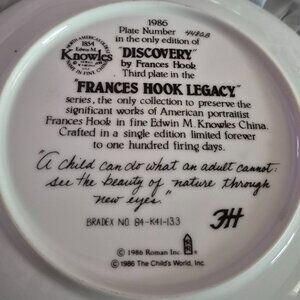 1986
Plate Number 4480B
in the only edition of
"DISCOVERY"
by Frances Hook
Third plate in the
"FRANCES HOOK LEGACY"
series, the only collection to preserve the
significant works of American portraitist
Frances Hook in fine Edwin M. Knowles China.
Crafted in a single edition limited forever
to one hundred firing days.
"A child can do what an adult cannot:
see the beauty of nature through
new eyes."
BRADEX NO. 84-K41-13.3
FH
© 1986 Roman Inc.
© 1986 The Child's World, Inc.
1854
Edwin M.
Knowles